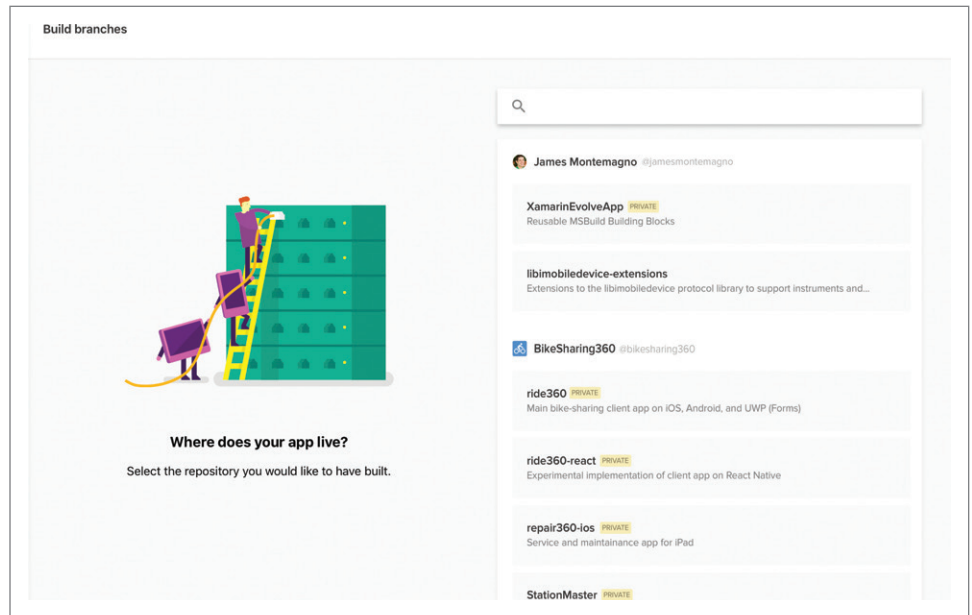 Build branches
James Montemagno @jamesmontemagno
XamarinEvolveApp PRIVATE
Reusable MSBuild Building Blocks
libimobiledevice-extensions
Extensions to the libimobiledevice protocol library to support instruments and...
BikeSharing360 @bikesharing360
ride360 PRIVATE
Main bike-sharing client app on iOS, Android, and UWP (Forms)
ride360-react PRIVATE
Experimental implementation of client app on React Native
repair360-ios PRIVATE
Service and maintainance app for iPad
StationMaster PRIVATE
Where does your app live?
Select the repository you would like to have built.